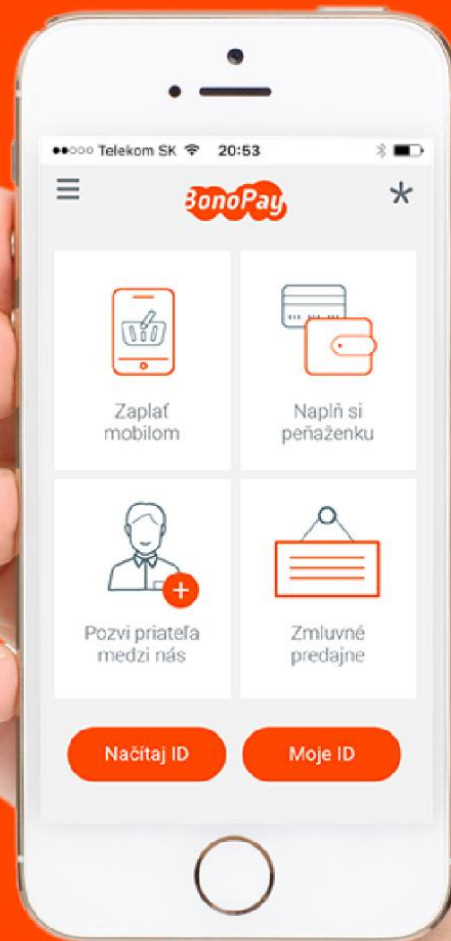 Telekom SK 20:53
BonoPay
Zaplať
mobilom
Naplň si
peňaženku
Pozvi priateľa
medzi nás
Zmluvné
predajne
Načítaj ID
Moje ID